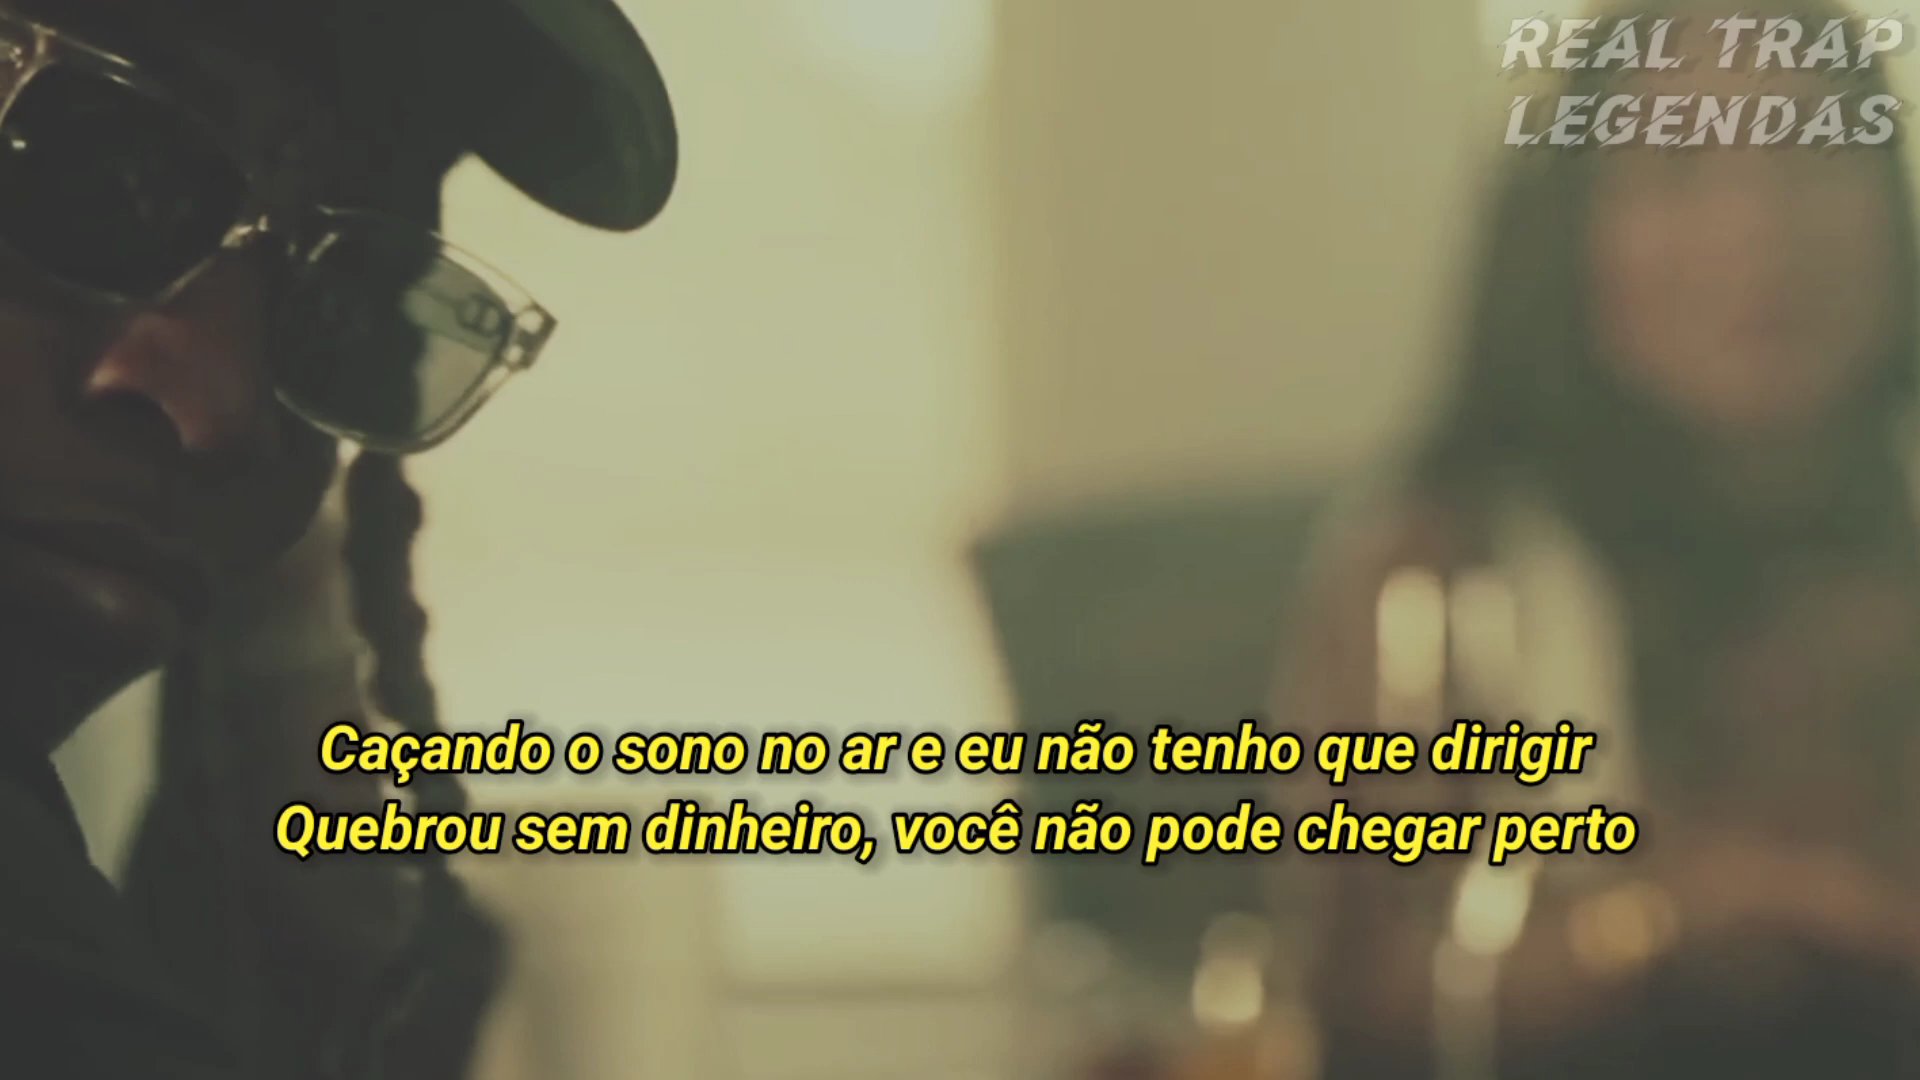 REAL TRAP
LEGENDAS
Caçando o sono no ar e eu não tenho que dirigir
Quebrou sem dinheiro, você não pode chegar perto